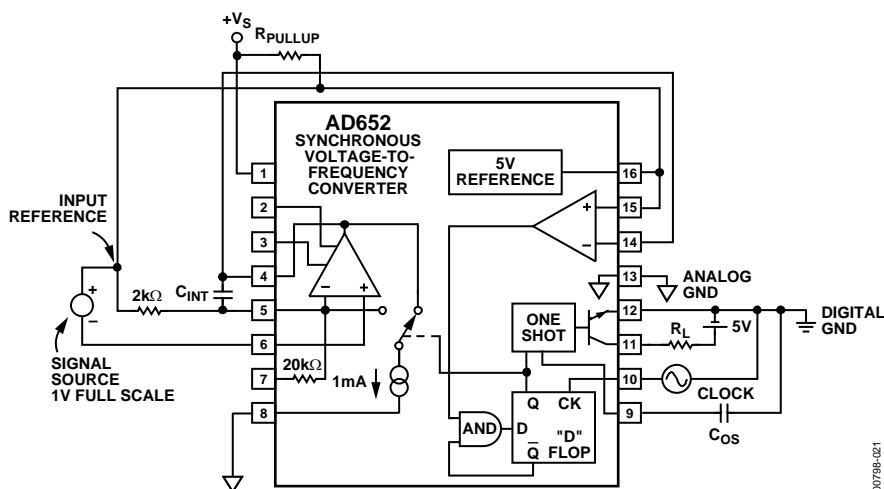 +VS
RPULLUP
AD652
SYNCHRONOUS
VOLTAGE-TO-
FREQUENCY
CONVERTER
5V
REFERENCE
1
2
3
4
5
6
7
8
16
15
14
13
12
11
10
9
+
−
−
+
INPUT
REFERENCE
+
−
2kΩ
CINT
SIGNAL
SOURCE
1V FULL SCALE
20kΩ
1mA
ONE
SHOT
AND
Q
CK
D
"D"
Q
FLOP
ANALOG
GND
DIGITAL
GND
RL
5V
CLOCK
COS
00798-021